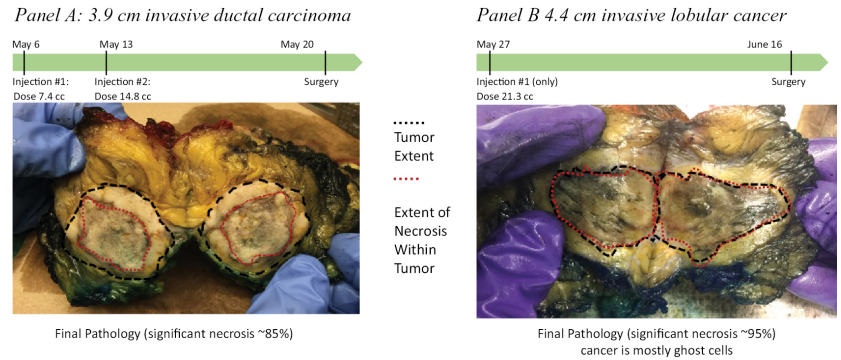 Panel A: 3.9 cm invasive ductal carcinoma
May 6
May 13
May 20
Injection #1:
Dose 7.4 cc
Injection #2:
Dose 14.8 cc
Surgery
Tumor
Extent
Extent of
Necrosis
Within
Tumor
Final Pathology (significant necrosis ~85%)
Panel B 4.4 cm invasive lobular cancer
May 27
June 16
Injection #1 (only)
Dose 21.3 cc
Surgery
Final Pathology (significant necrosis ~95%)
cancer is mostly ghost cells